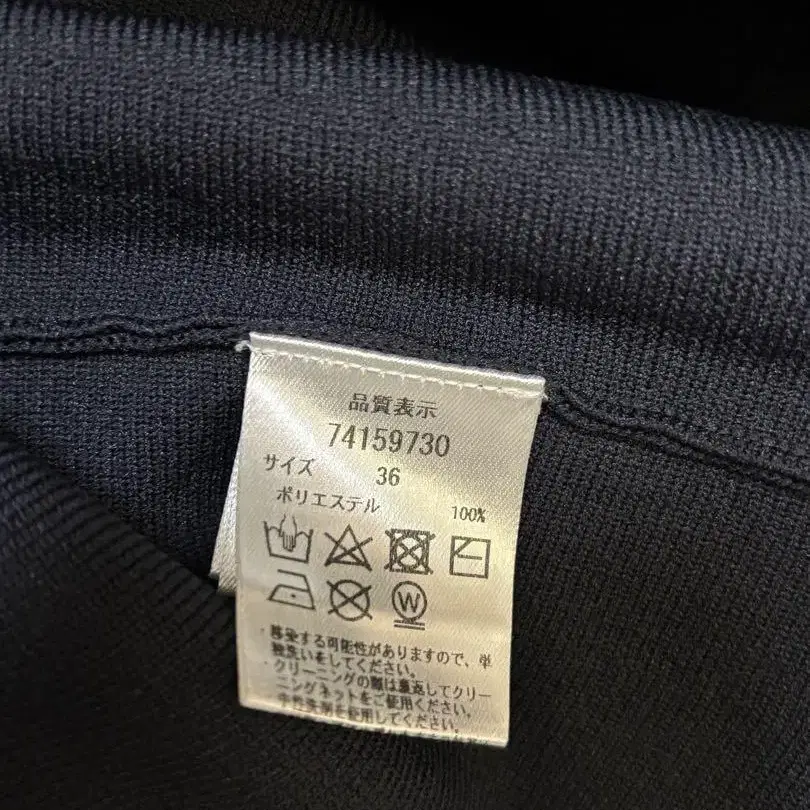 品質表示
74159730
サイズ 36
ポリエステル 100%
W
・移染する可能性がありますので、単
独洗いをしてください。
・クリーニングの際は裏返してクリー
ニングネットをご使用ください。
中性洗剤を使用してください。